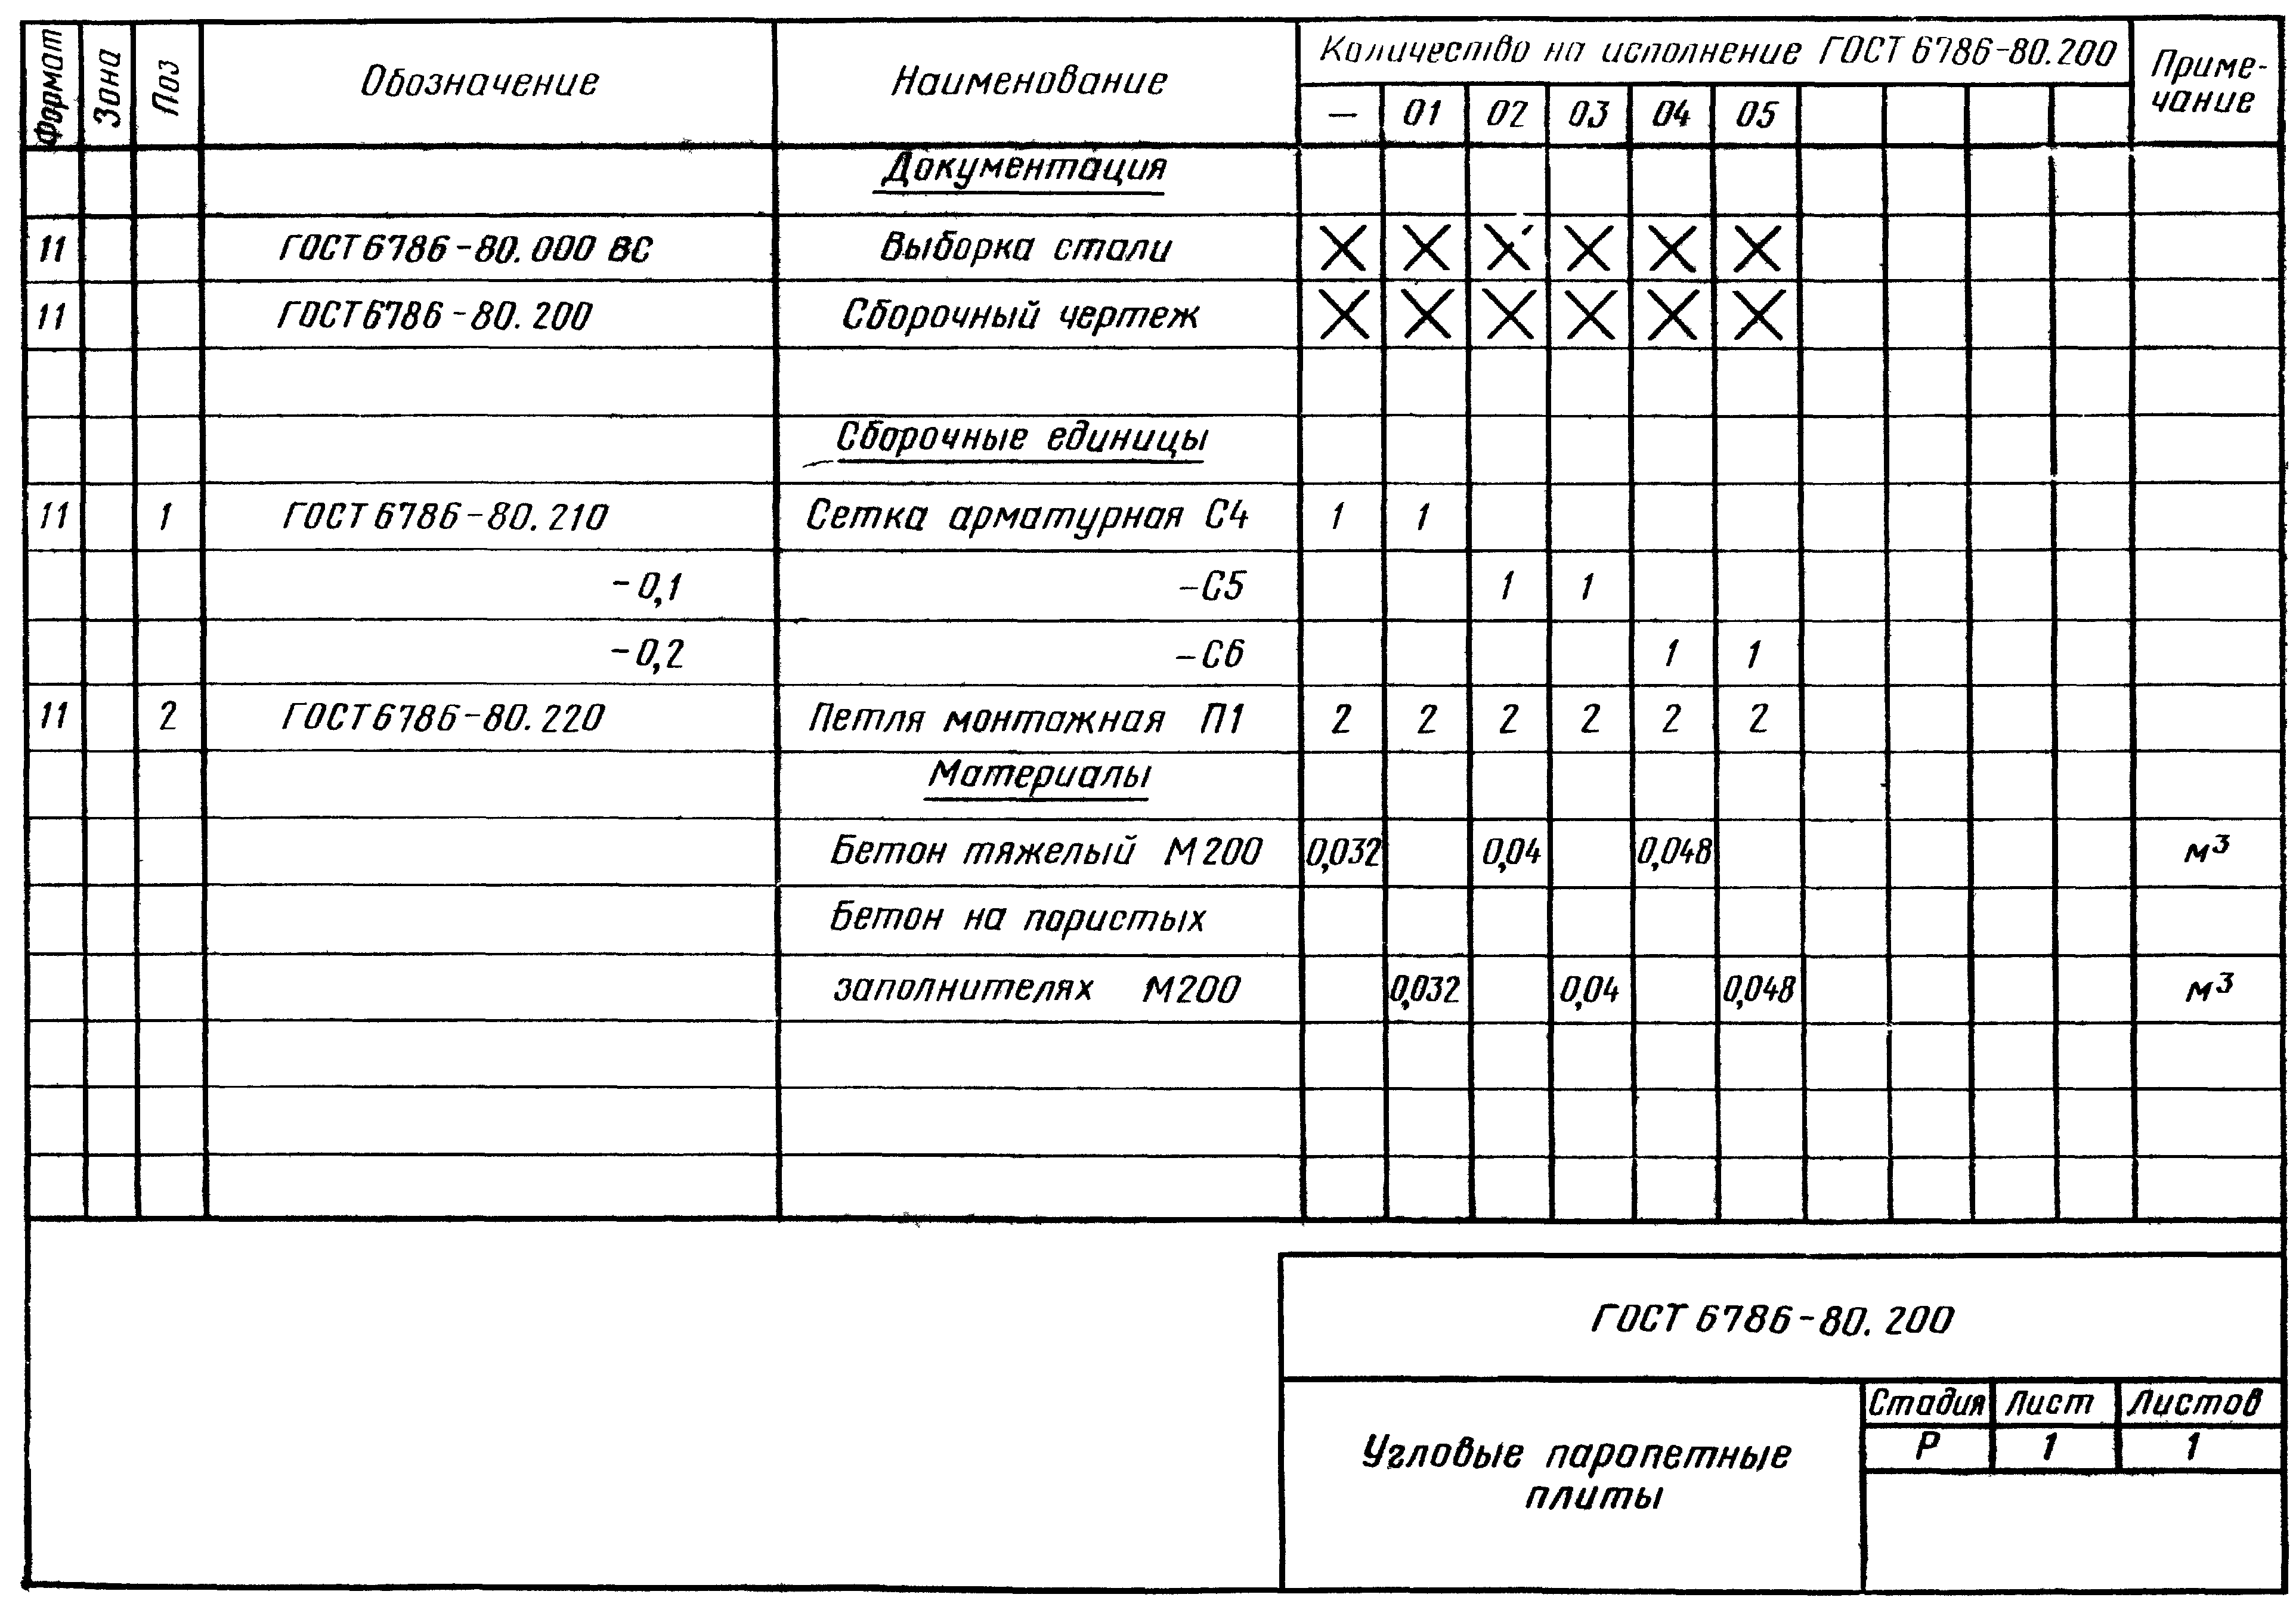 Формат Зона Поз Обозначение Наименование Количество на исполнение ГОСТ 6786-80.200 Приме-
чание
— 01 02 03 04 05
Документация
11 ГОСТ 6786-80.000 ВС Выборка стали X X X X X X
11 ГОСТ 6786-80.200 Сборочный чертеж X X X X X X
Сборочные единицы
11 1 ГОСТ 6786-80.210 Сетка арматурная С4 1 1
-0,1 -С5 1 1
-0,2 -С6 1 1
11 2 ГОСТ 6786-80.220 Петля монтажная П1 2 2 2 2 2 2
Материалы
Бетон тяжелый М200 0,032 0,04 0,048 м³
Бетон на пористых
заполнителях М200 0,032 0,04 0,048 м³
ГОСТ 6786-80.200
Угловые парапетные
плиты
Стадия Лист Листов
Р 1 1